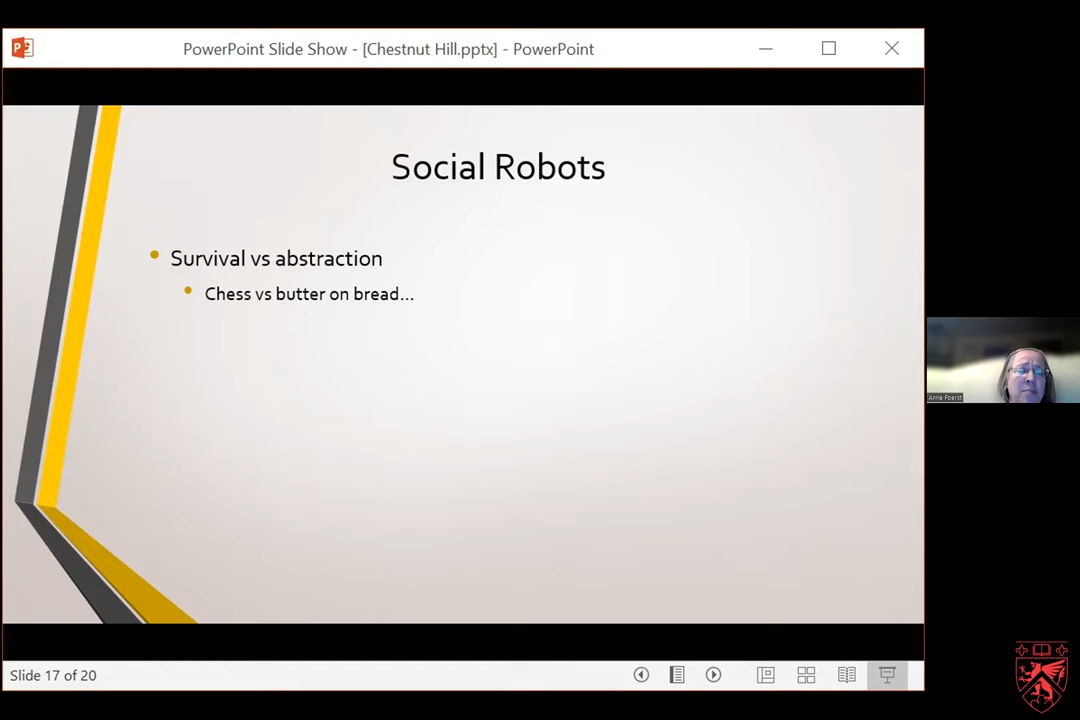 PowerPoint Slide Show - [Chestnut Hill.pptx] - PowerPoint
Social Robots
Survival vs abstraction
Chess vs butter on bread...
Anne Foerst
Slide 17 of 20